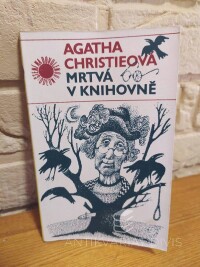 AGATHA
CHRISTIEOVÁ
MRTVÁ
V KNIHOVNĚ